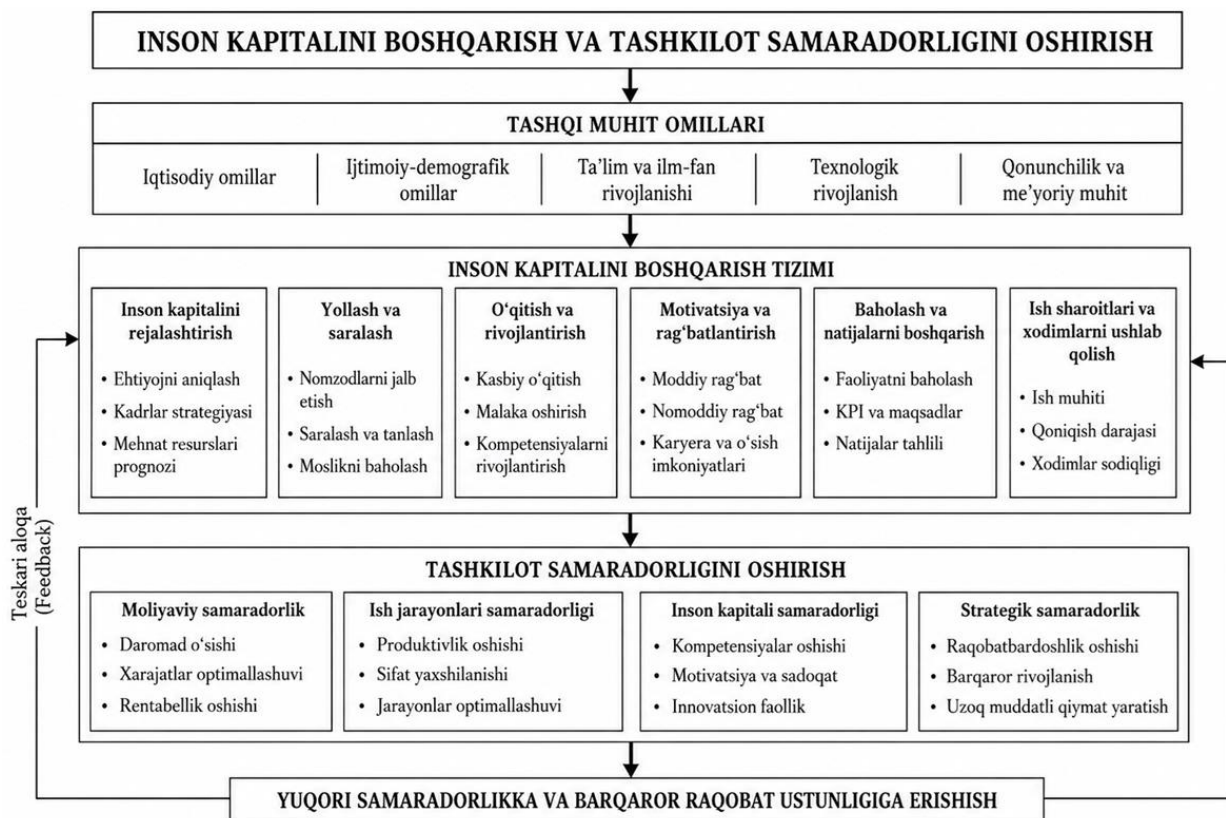 INSON KAPITALINI BOSHQARISH VA TASHKILOT SAMARADORLIGINI OSHIRISH
TASHQI MUHIT OMILLARI
Iqtisodiy omillar
Ijtimoiy-demografik
omillar
Ta’lim va ilm-fan
rivojlanishi
Texnologik
rivojlanish
Qonunchilik va
me’yoriy muhit
INSON KAPITALINI BOSHQARISH TIZIMI
Inson kapitalini
rejalashtirish
• Ehtiyojni aniqlash
• Kadrlar strategiyasi
• Mehnat resurslari
prognozi
Yollash va
saralash
• Nomzodlarni jalb
etish
• Saralash va tanlash
• Moslikni baholash
O‘qitish va
rivojlantirish
• Kasbiy o‘qitish
• Malaka oshirish
• Kompetensiyalarni
rivojlantirish
Motivatsiya va
rag‘batlantirish
• Moddiy rag‘bat
• Nomoddiy rag‘bat
• Karyera va o‘sish
imkoniyatlari
Baholash va
natijalarni boshqarish
• Faoliyatni baholash
• KPI va maqsadlar
• Natijalar tahlili
Ish sharoitlari va
xodimlarni ushlab
qolish
• Ish muhiti
• Qoniqish darajasi
• Xodimlar sodiqligi
Teskari aloqa
(Feedback)
TASHKILOT SAMARADORLIGINI OSHIRISH
Moliyaviy samaradorlik
• Daromad o‘sishi
• Xarajatlar optimallashuvi
• Rentabellik oshishi
Ish jarayonlari samaradorligi
• Produktivlik oshishi
• Sifat yaxshilanishi
• Jarayonlar optimallashuvi
Inson kapitali samaradorligi
• Kompetensiyalar oshishi
• Motivatsiya va sadoqat
• Innovatsion faollik
Strategik samaradorlik
• Raqobatbardoshlik oshishi
• Barqaror rivojlanish
• Uzoq muddatli qiymat yaratish
YUQORI SAMARADORLIKKA VA BARQAROR RAQOBAT USTUNLIGIGA ERISHISH